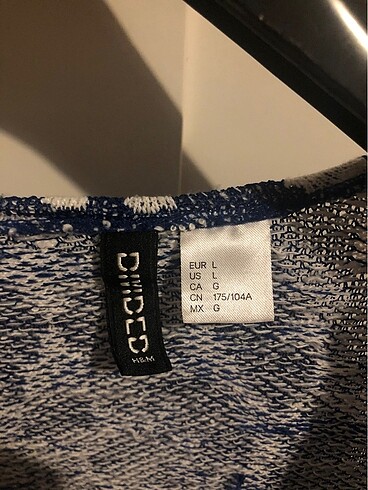 DIVIDED
H&M
EUR L
US L
CA G
CN 175/104A
MX G